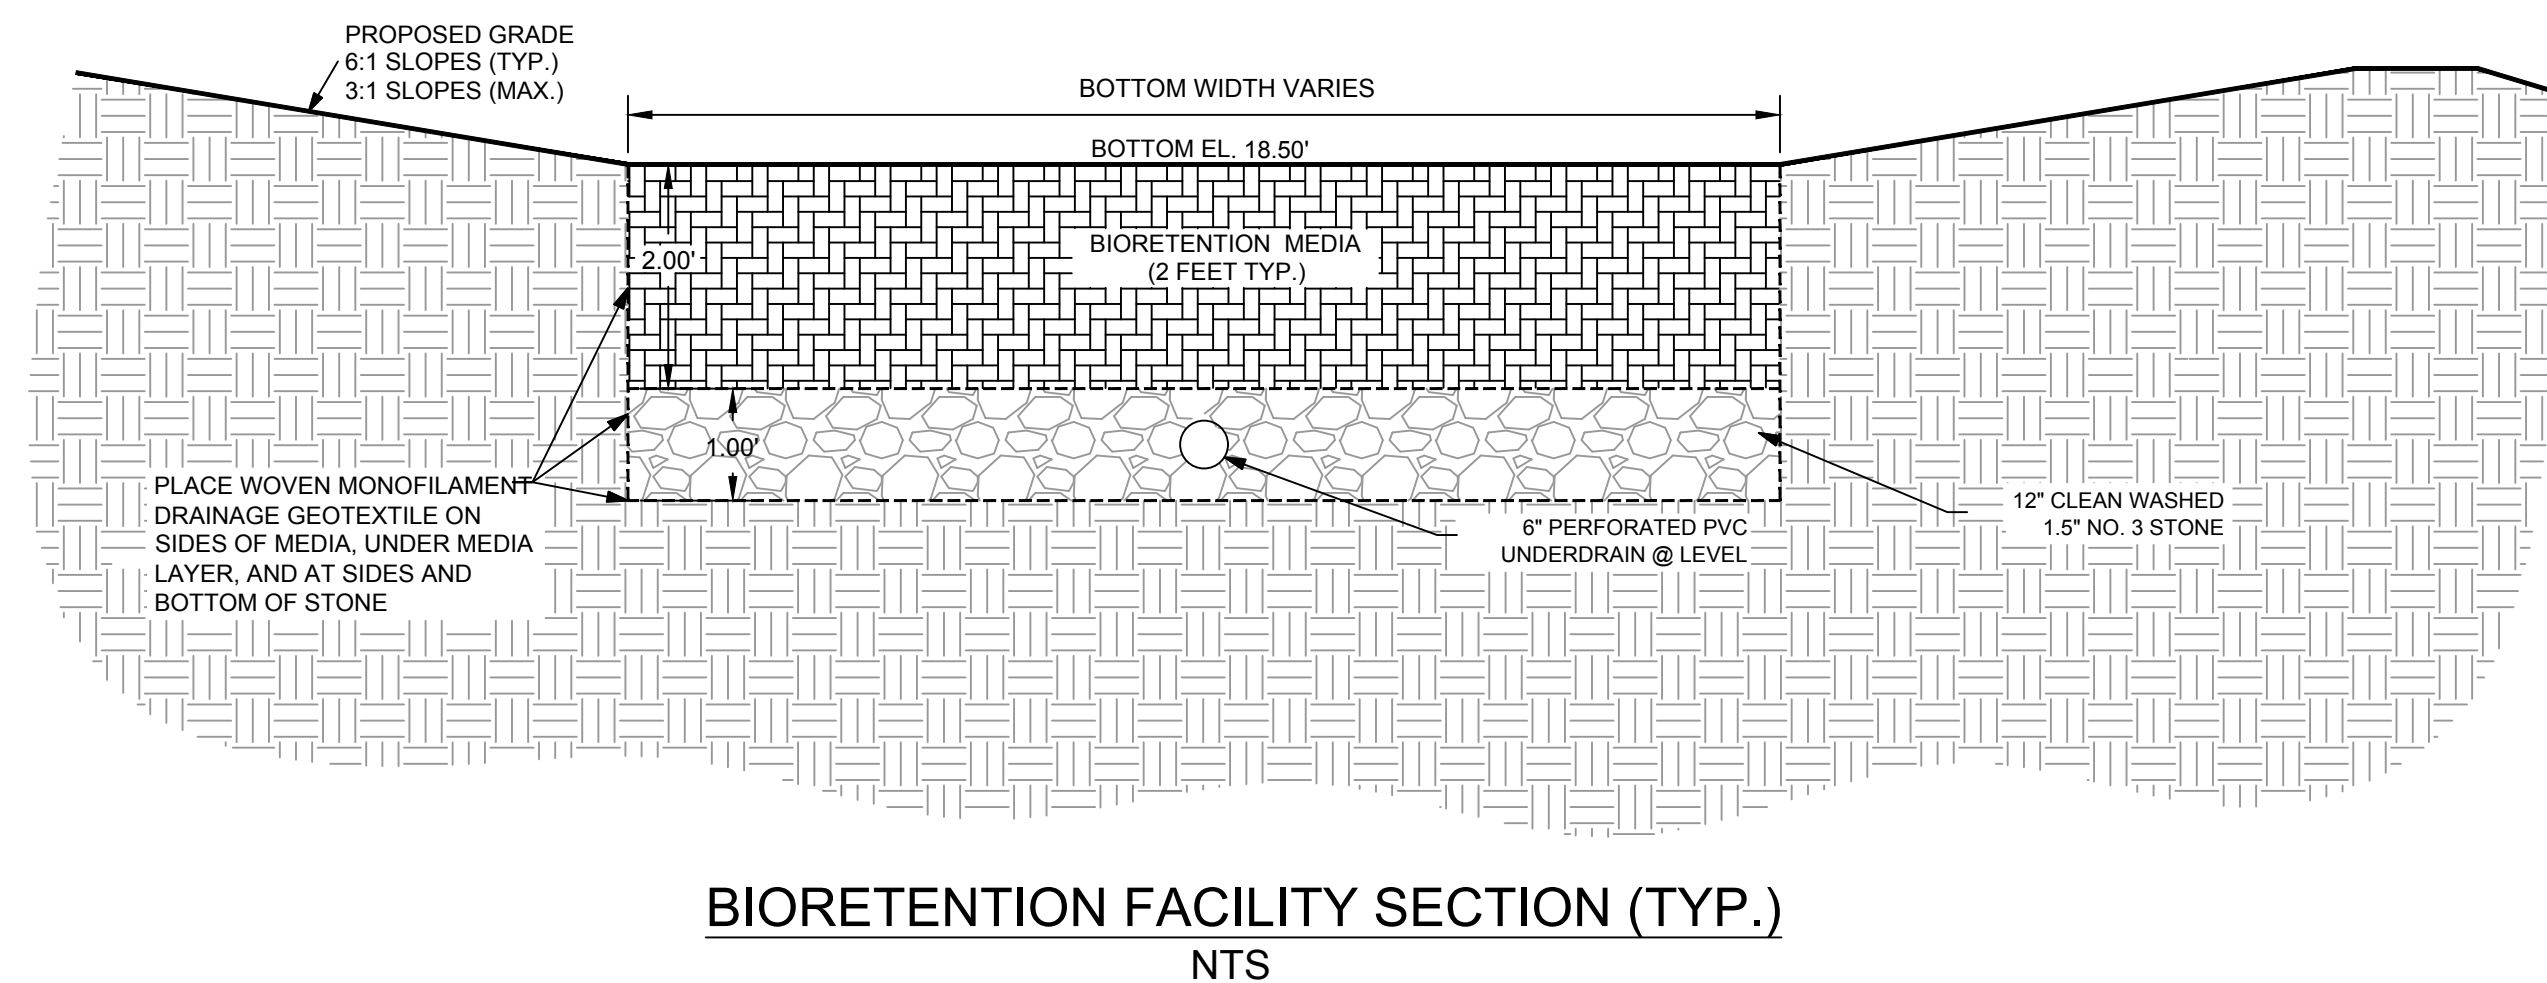 PROPOSED GRADE
6:1 SLOPES (TYP.)
3:1 SLOPES (MAX.)
BOTTOM WIDTH VARIES
BOTTOM EL. 18.50'
BIORETENTION MEDIA
(2 FEET TYP.)
2.00'
1.00'
PLACE WOVEN MONOFILAMENT
DRAINAGE GEOTEXTILE ON
SIDES OF MEDIA, UNDER MEDIA
LAYER, AND AT SIDES AND
BOTTOM OF STONE
6" PERFORATED PVC
UNDERDRAIN @ LEVEL
12" CLEAN WASHED
1.5" NO. 3 STONE
BIORETENTION FACILITY SECTION (TYP.)
NTS